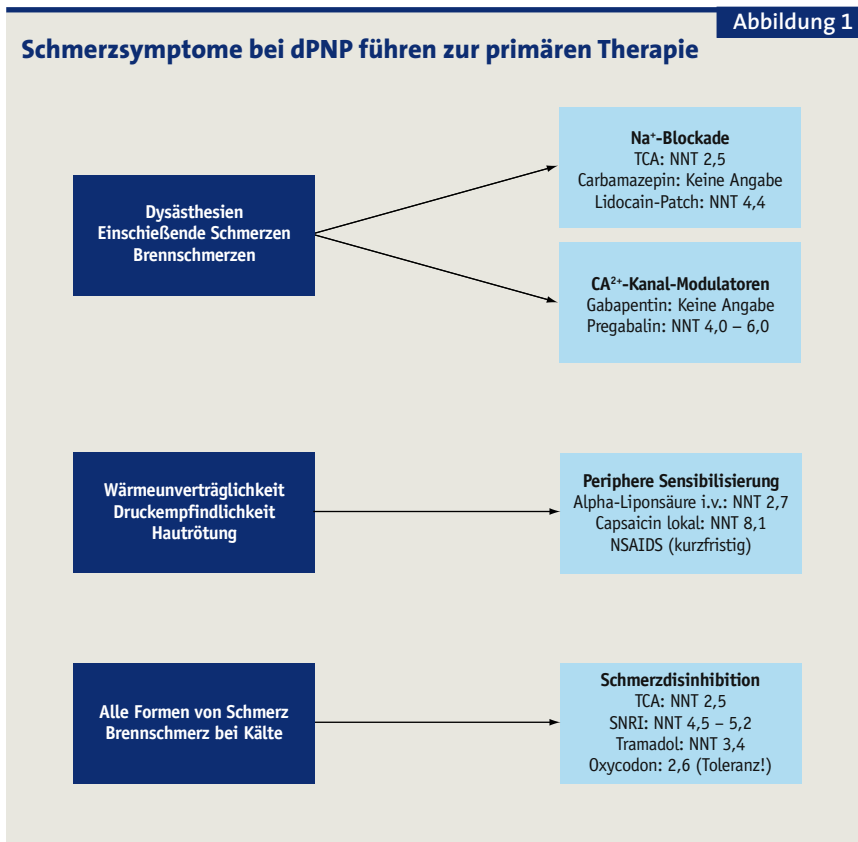 Abbildung 1
Schmerzsymptome bei dPNP führen zur primären Therapie
Dysästhesien
Einschießende Schmerzen
Brennschmerzen
Na⁺-Blockade
TCA: NNT 2,5
Carbamazepin: Keine Angabe
Lidocain-Patch: NNT 4,4
CA²⁺-Kanal-Modulatoren
Gabapentin: Keine Angabe
Pregabalin: NNT 4,0 – 6,0
Wärmeunverträglichkeit
Druckempfindlichkeit
Hautrötung
Periphere Sensibilisierung
Alpha-Liponsäure i.v.: NNT 2,7
Capsaicin lokal: NNT 8,1
NSAIDS (kurzfristig)
Alle Formen von Schmerz
Brennschmerz bei Kälte
Schmerzdisinhibition
TCA: NNT 2,5
SNRI: NNT 4,5 – 5,2
Tramadol: NNT 3,4
Oxycodon: 2,6 (Toleranz!)